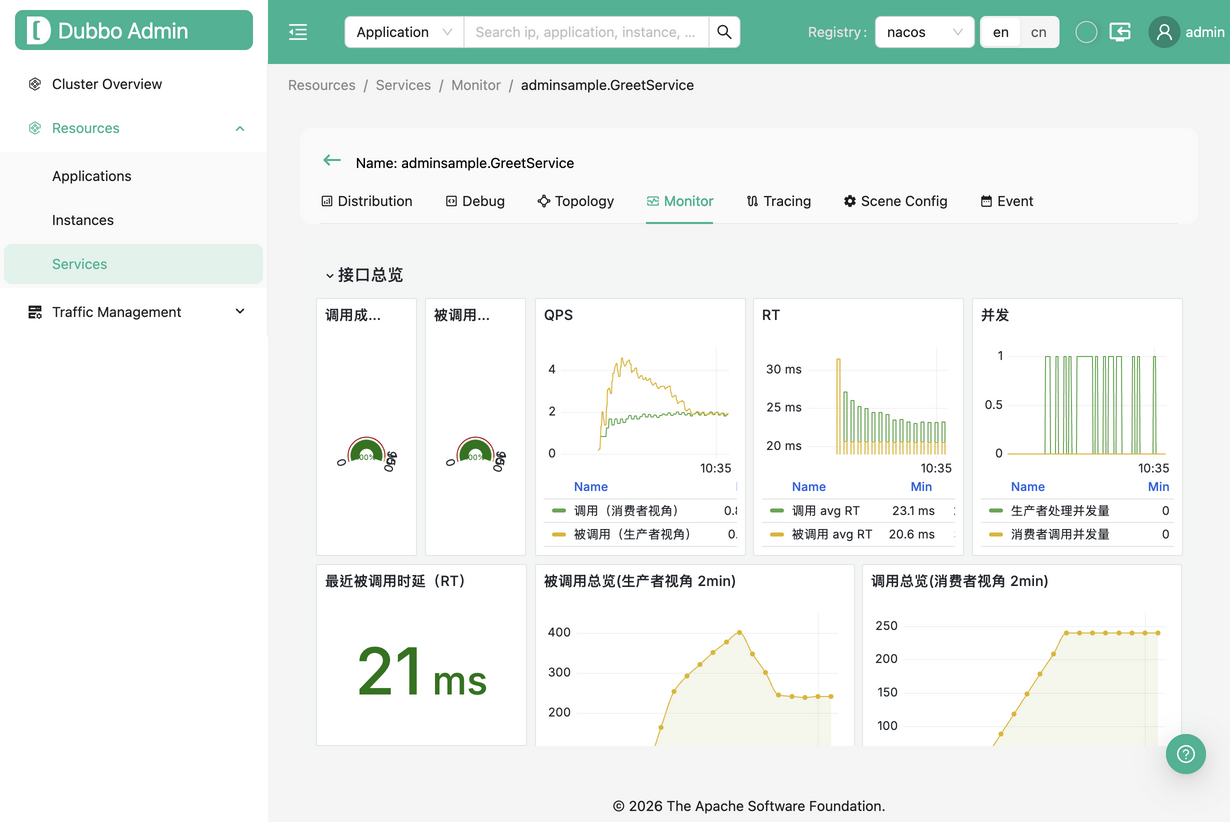 Dubbo Admin
Application
Search ip, application, instance, ...
Registry:
nacos
en
cn
admin
Cluster Overview
Resources
Applications
Instances
Services
Traffic Management
Resources / Services / Monitor / adminsample.GreetService
Name: adminsample.GreetService
Distribution
Debug
Topology
Monitor
Tracing
Scene Config
Event
接口总览
调用成...
被调用...
QPS
4
2
0
10:35
Name
调用（消费者视角）
被调用（生产者视角）
RT
30 ms
25 ms
20 ms
10:35
Name Min
调用 avg RT 23.1 ms
被调用 avg RT 20.6 ms
并发
1
0.5
0
10:35
Name Min
生产者处理并发量 0
消费者调用并发量 0
最近被调用时延（RT）
21 ms
被调用总览(生产者视角 2min)
400
300
200
调用总览(消费者视角 2min)
250
200
150
100
© 2026 The Apache Software Foundation.